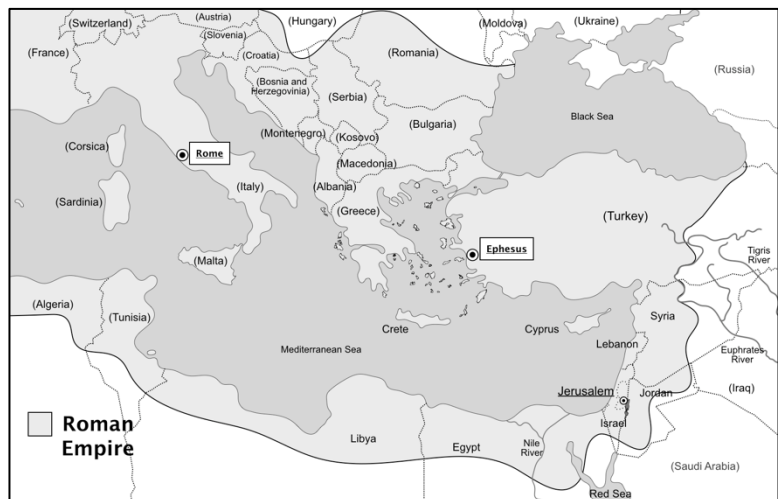 (Switzerland)
(Austria)
(Hungary)
(Moldova)
(Ukraine)
(Slovenia)
(France)
(Croatia)
(Romania)
(Russia)
(Bosnia and
Herzegovinia)
(Serbia)
Black Sea
(Montenegro)
(Kosovo)
(Bulgaria)
(Corsica)
Rome
(Macedonia)
(Italy)
(Albania)
(Sardinia)
(Greece)
(Turkey)
Ephesus
(Malta)
Tigris
River
(Algeria)
(Tunisia)
Syria
Crete
Cyprus
Lebanon
Mediterranean Sea
Euphrates
River
Jerusalem
Jordan
(Iraq)
Israel
Roman
Empire
Libya
Egypt
Nile
River
(Saudi Arabia)
Red Sea